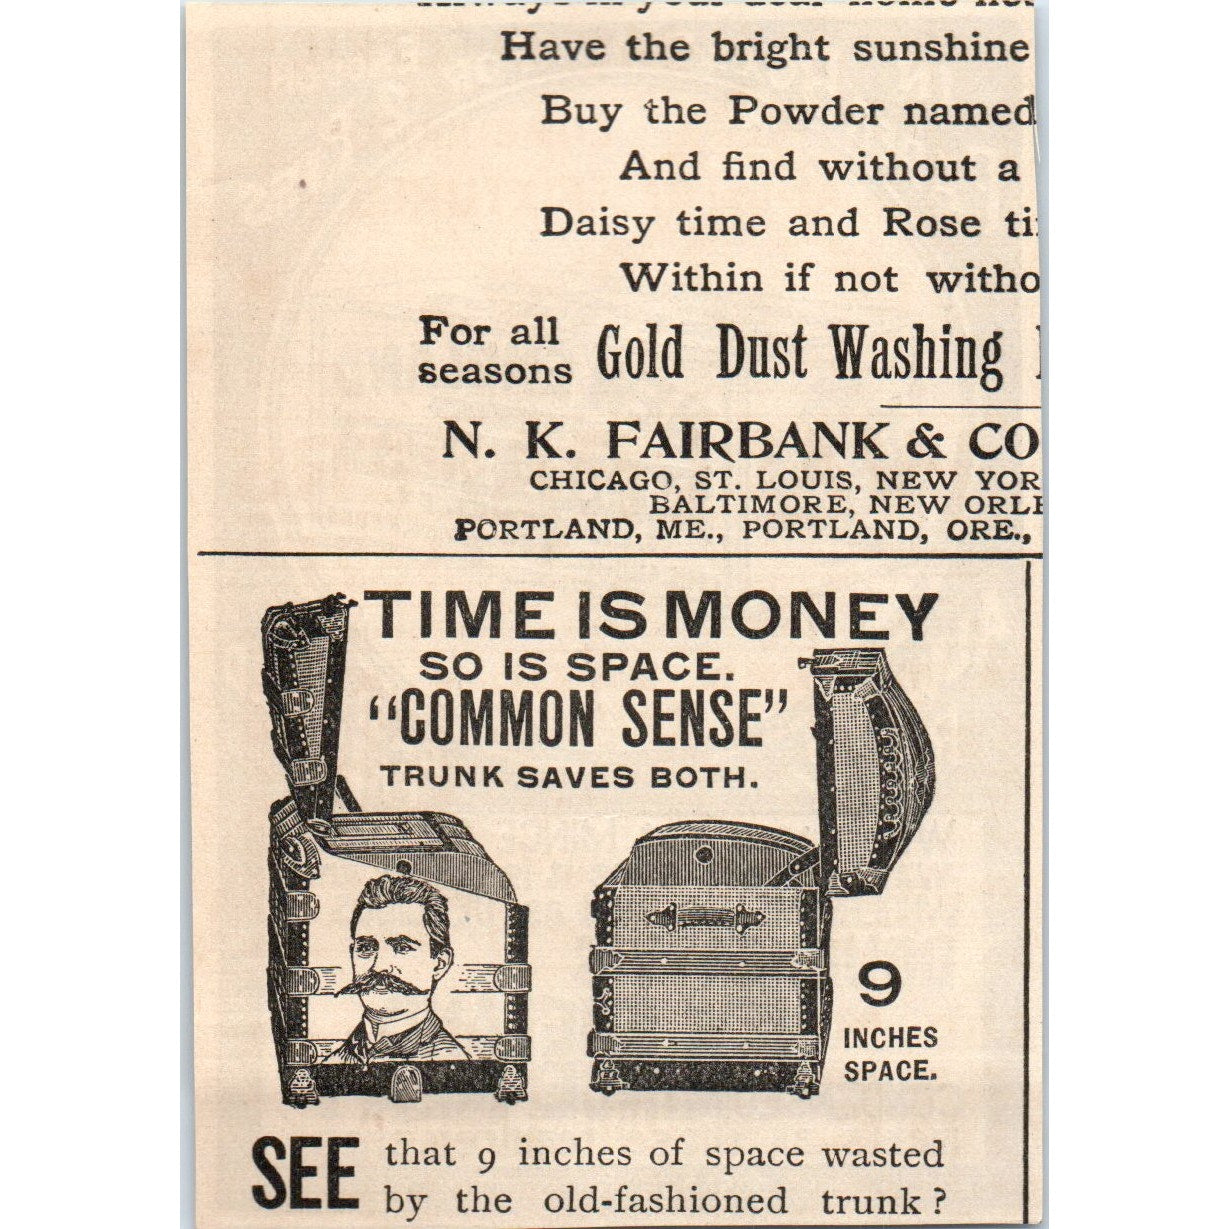 Have the bright sunshine
Buy the Powder named
And find without a
Daisy time and Rose
Within if not
For all
seasons
Gold Dust Washing
N. K. FAIRBANK & CO
CHICAGO, ST. LOUIS, NEW
BALTIMORE, NEW
PORTLAND, ME., PORTLAND, ORE.,
TIME IS MONEY
SO IS SPACE.
“COMMON SENSE”
TRUNK SAVES BOTH.
9
INCHES
SPACE.
SEE that 9 inches of space wasted
by the old-fashioned trunk?